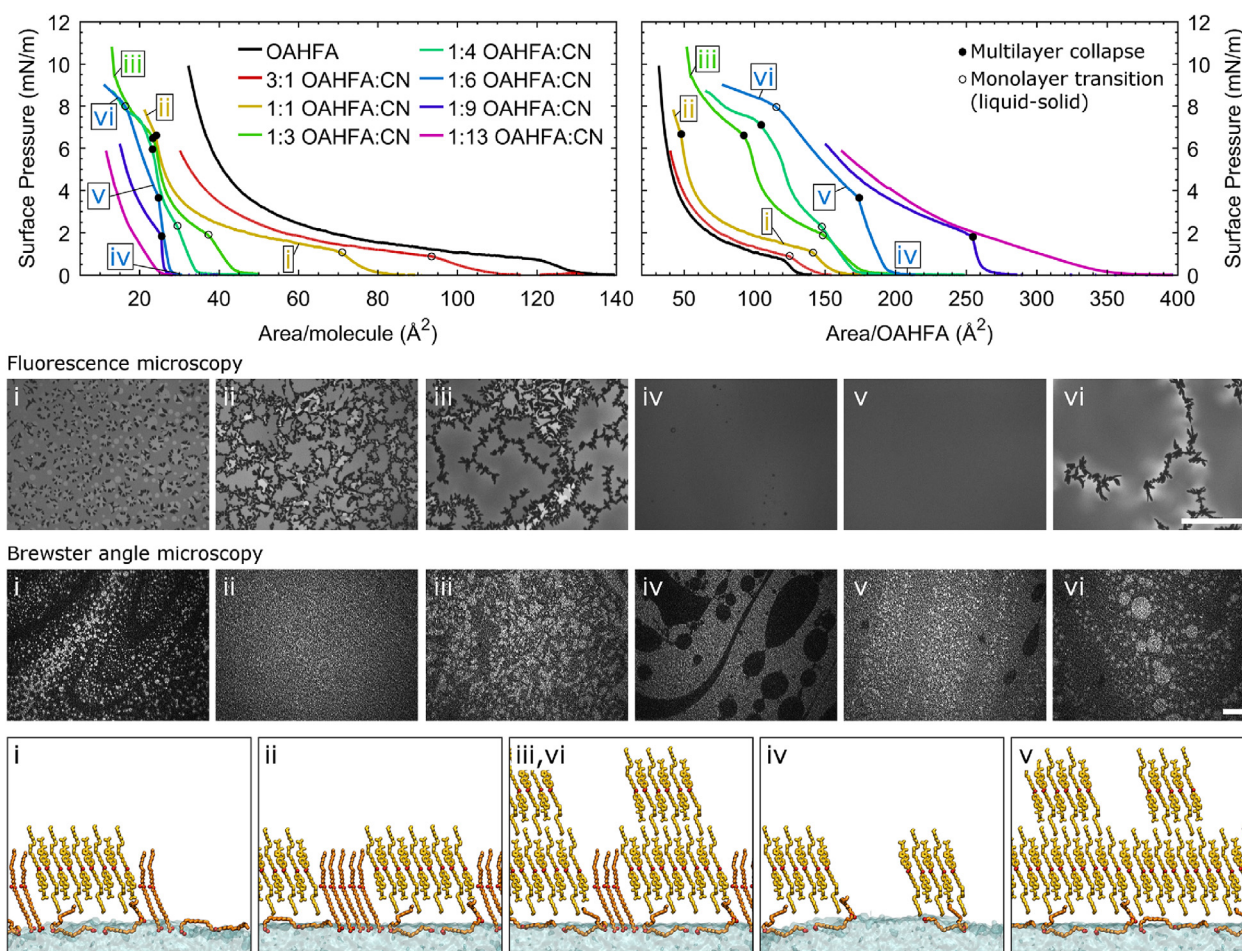 12
10
8
6
4
2
0
Surface Pressure (mN/m)
20 40 60 80 100 120 140
Area/molecule (Å²)
OAHFA
3:1 OAHFA:CN
1:1 OAHFA:CN
1:3 OAHFA:CN
1:4 OAHFA:CN
1:6 OAHFA:CN
1:9 OAHFA:CN
1:13 OAHFA:CN
iii
ii
vi
v
iv
i
12
10
8
6
4
2
0
Surface Pressure (mN/m)
50 100 150 200 250 300 350 400
Area/OAHFA (Å²)
Multilayer collapse
Monolayer transition
(liquid-solid)
iii
vi
ii
v
i
iv
Fluorescence microscopy
i ii iii iv v vi
Brewster angle microscopy
i ii iii iv v vi
i ii iii,vi iv v